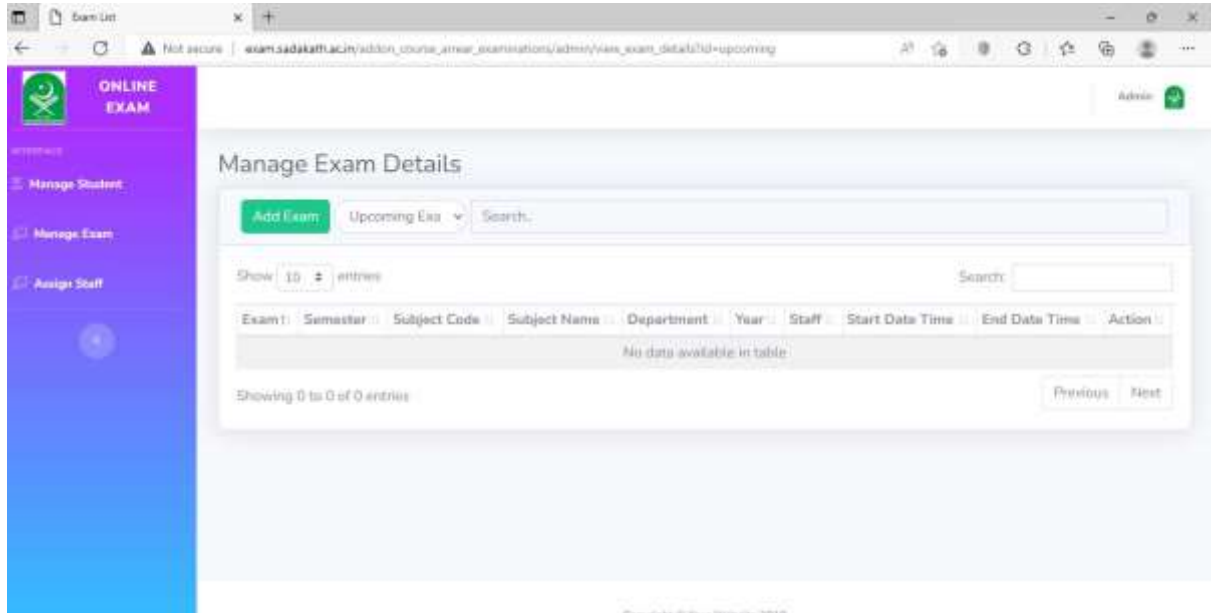 Exam List
Not secure | exam.sadakath.ac.in/addon_course_arrear_examinations/admin/view_exam_details?id=upcoming
ONLINE
EXAM
Admin
INTERFACE
Manage Student
Manage Exam
Assign Staff
Manage Exam Details
Add Exam Upcoming Exa Search..
Show 10 entries Search:
Exam Semester Subject Code Subject Name Department Year Staff Start Date Time End Date Time Action
No data available in table
Showing 0 to 0 of 0 entries Previous Next